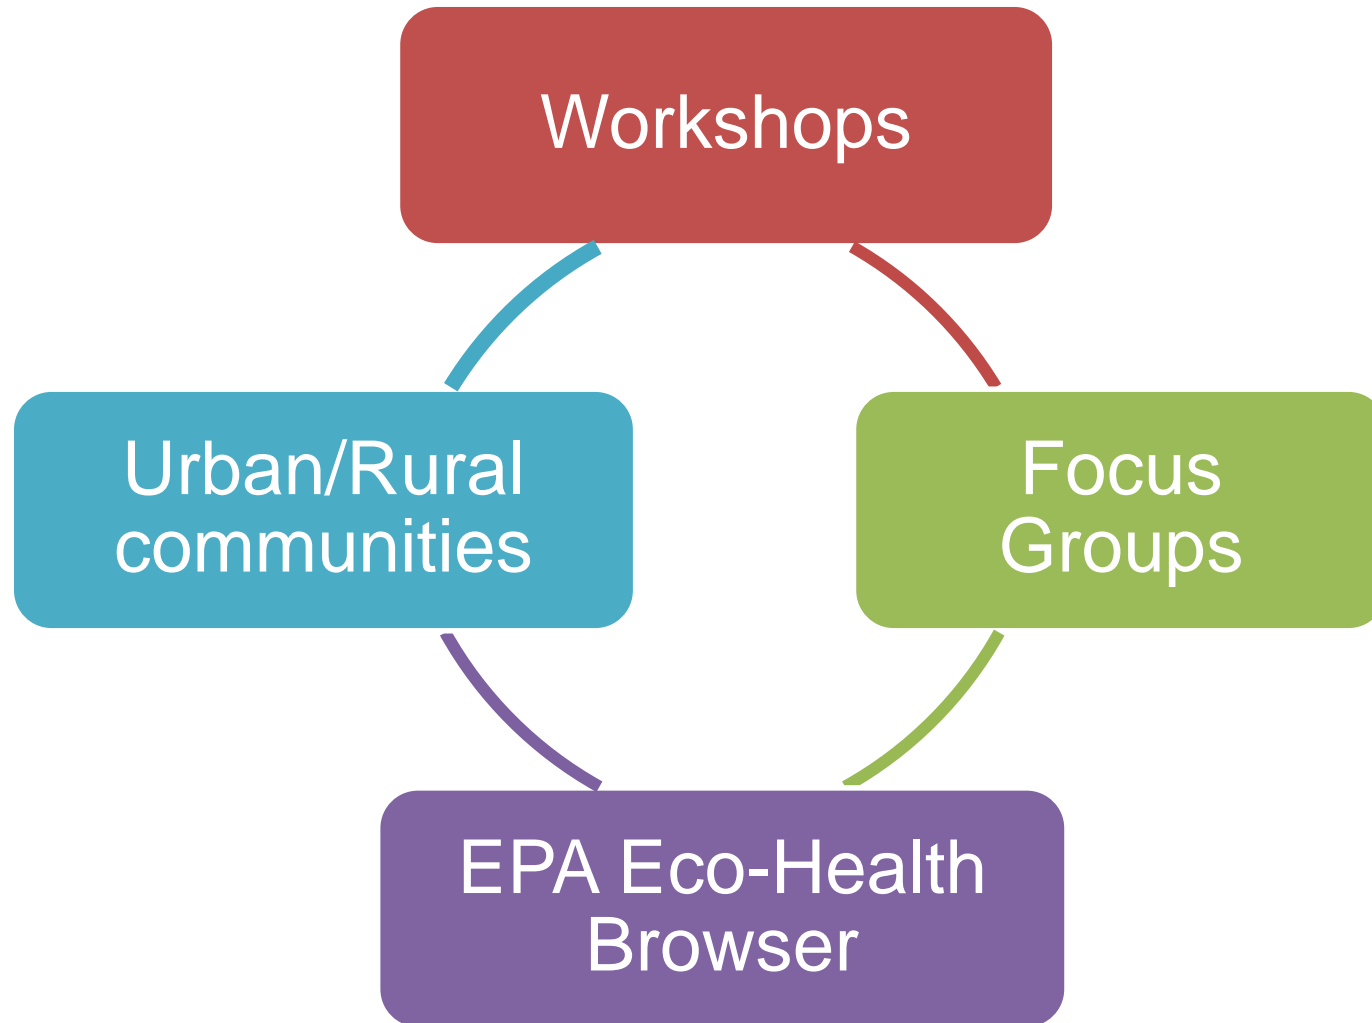 Workshops
Urban/Rural
communities
Focus
Groups
EPA Eco-Health
Browser